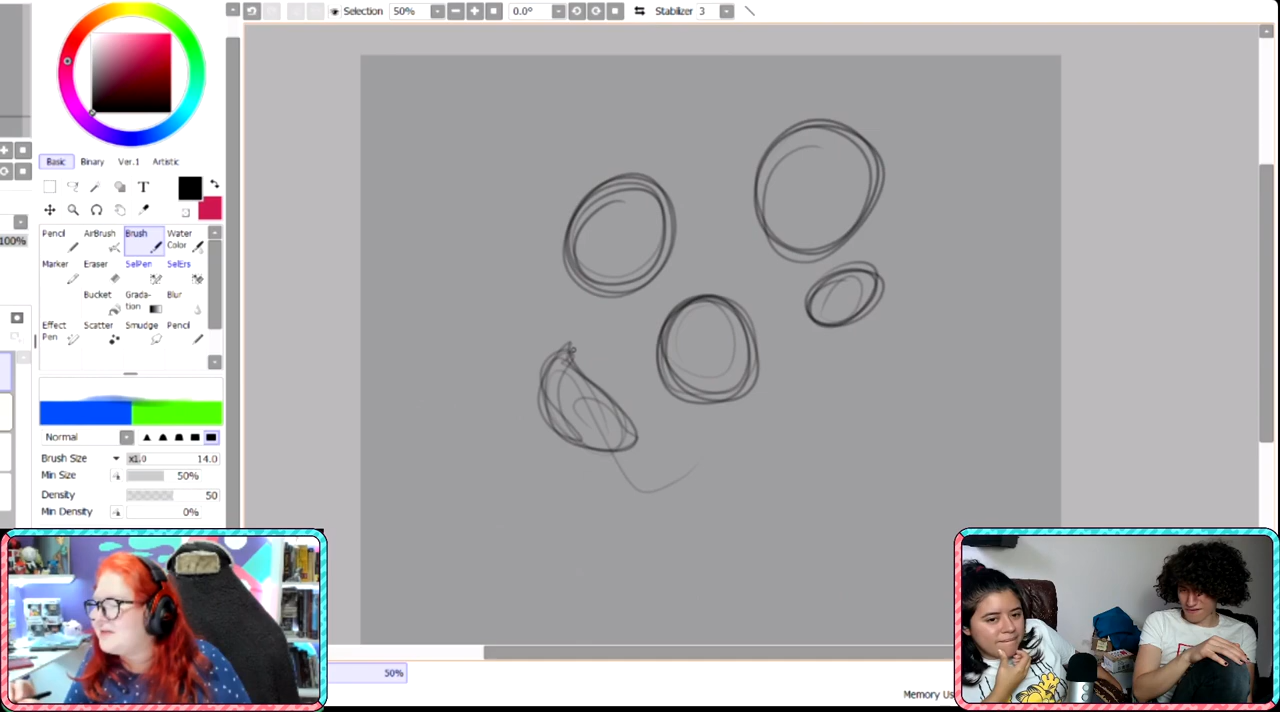 Selection 50% 0.0° Stabilizer 3
Basic Binary Ver.1 Artistic
T
100%
Pencil AirBrush Brush Water Color
Marker Eraser SelPen SelErs
Bucket Grada-tion Blur
Effect Pen Scatter Smudge Pencil
Normal
Brush Size x1.0 14.0
Min Size 50%
Density 50
Min Density 0%
50%
Memory Us